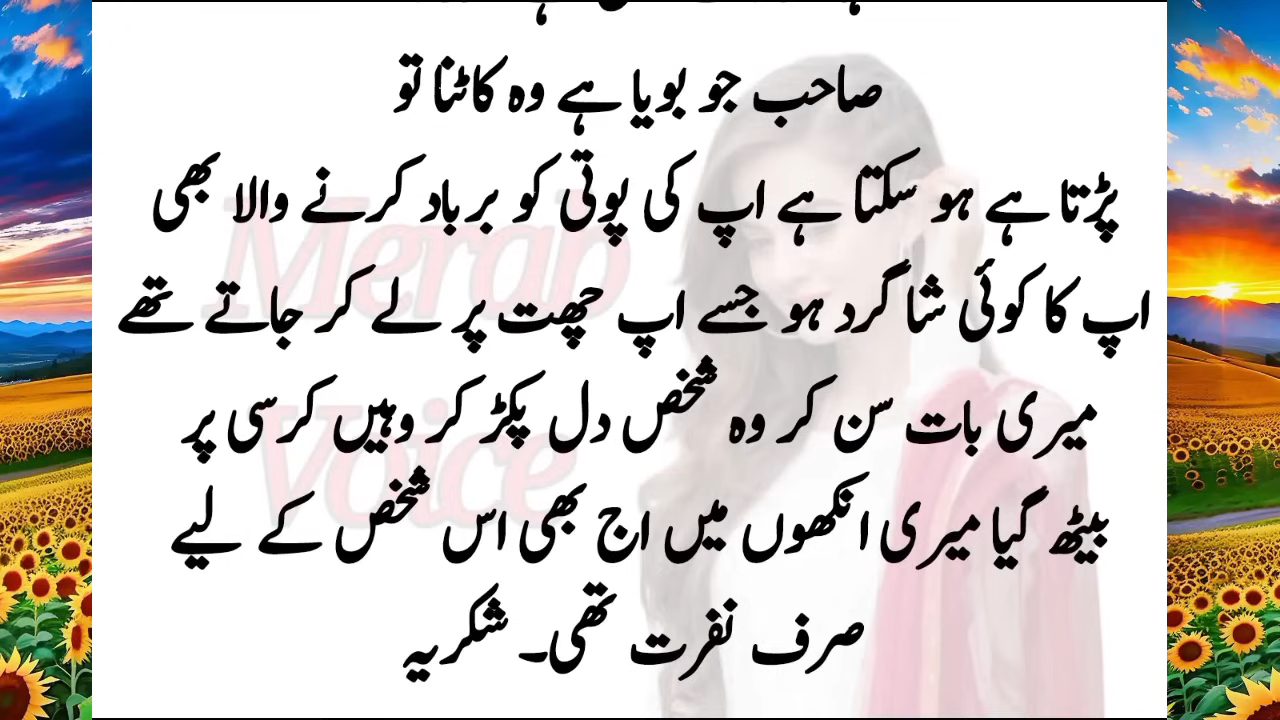 صاحب جو بویا ہے وہ کاٹنا تو
پڑتا ہے ہو سکتا ہے اپ کی پوتی کو برباد کرنے والا بھی
اپ کا کوئی شاگرد ہو جسے اپ چھت پر لے کر جاتے تھے
میری بات سن کر وہ شخص دل پکڑ کر وہیں کرسی پر
بیٹھ گیا میری انکھوں میں اج بھی اس شخص کے لیے
صرف نفرت تھی۔ شکریہ
Merab
Voice